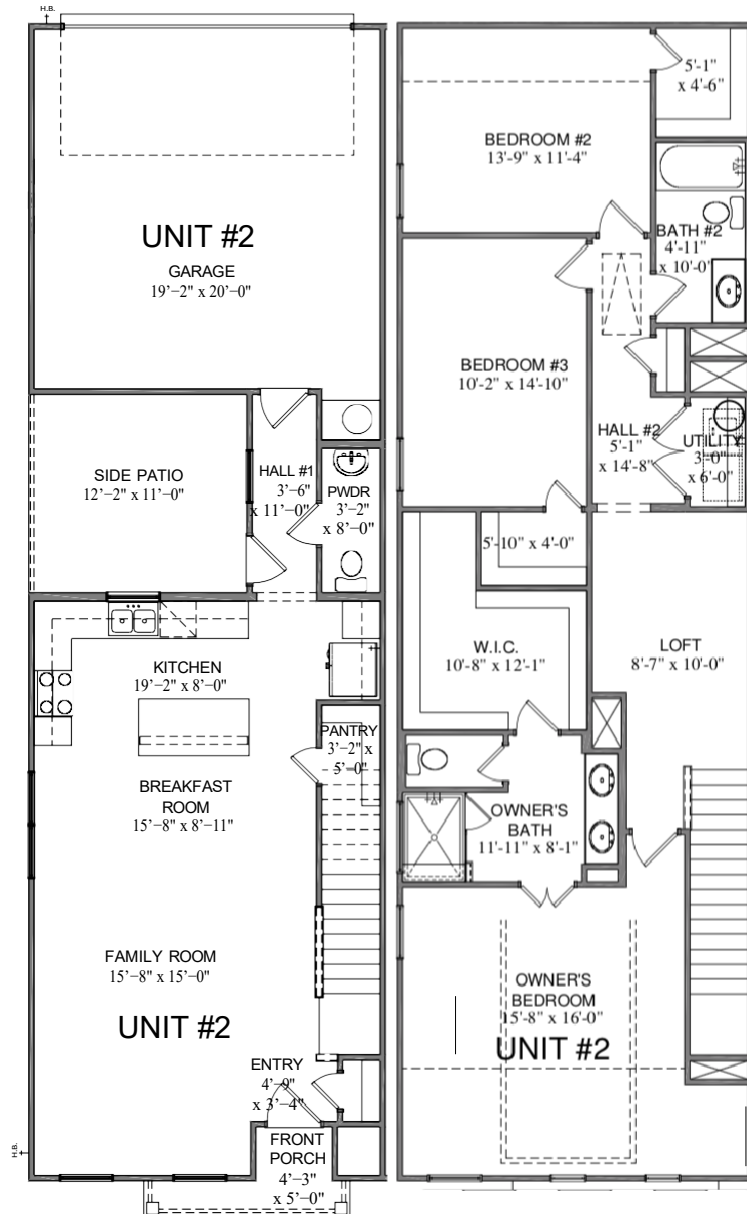 H.B.
UNIT #2
GARAGE
19'-2" x 20'-0"
SIDE PATIO
12'-2" x 11'-0"
HALL #1
3'-6"
x 11'-0"
PWDR
3'-2"
x 8'-0"
KITCHEN
19'-2" x 8'-0"
PANTRY
3'-2" x
5'-0"
BREAKFAST
ROOM
15'-8" x 8'-11"
FAMILY ROOM
15'-8" x 15'-0"
UNIT #2
ENTRY
4'-9"
x 3'-4"
H.B.
FRONT
PORCH
4'-3"
x 5'-0"
5'-1"
x 4'-6"
BEDROOM #2
13'-9" x 11'-4"
BATH #2
4'-11"
x 10'-0"
BEDROOM #3
10'-2" x 14'-10"
HALL #2
5'-1"
x 14'-8"
UTILITY
3'-0"
x 6'-0"
5'-10" x 4'-0"
W.I.C.
10'-8" x 12'-1"
LOFT
8'-7" x 10'-0"
OWNER'S
BATH
11'-11" x 8'-1"
OWNER'S
BEDROOM
15'-8" x 16'-0"
UNIT #2